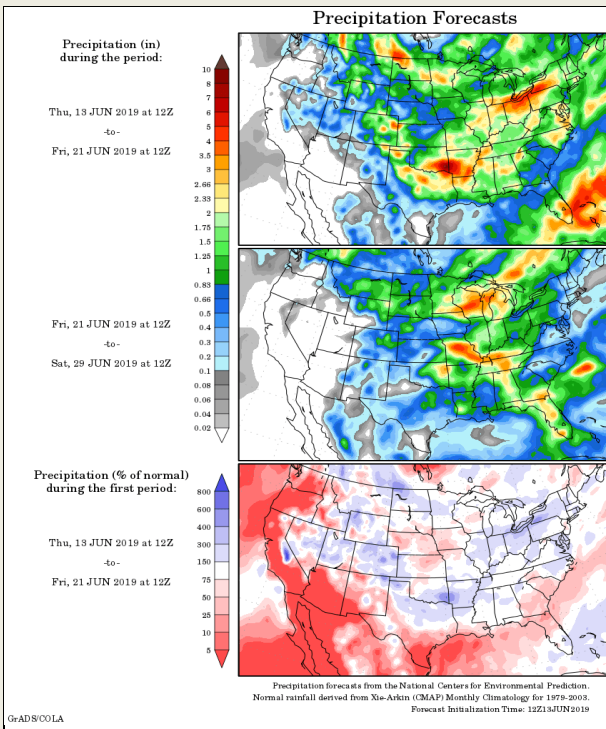 Precipitation Forecasts
Precipitation (in)
during the period:
Thu, 13 JUN 2019 at 12Z
-to-
Fri, 21 JUN 2019 at 12Z
10
8
7
6
5
4
3.5
3
2.66
2.33
2
1.75
1.5
1.25
1
0.83
0.66
0.5
0.4
0.3
0.2
0.1
0.08
0.06
0.04
0.02
Fri, 21 JUN 2019 at 12Z
-to-
Sat, 29 JUN 2019 at 12Z
Precipitation (% of normal)
during the first period:
Thu, 13 JUN 2019 at 12Z
-to-
Fri, 21 JUN 2019 at 12Z
800
600
400
300
150
75
50
25
10
5
Precipitation forecasts from the National Centers for Environmental Prediction.
Normal rainfall derived from Xie-Arkin (CMAP) Monthly Climatology for 1979-2003.
Forecast Initialization Time: 12Z13JUN2019
GrADS/COLA